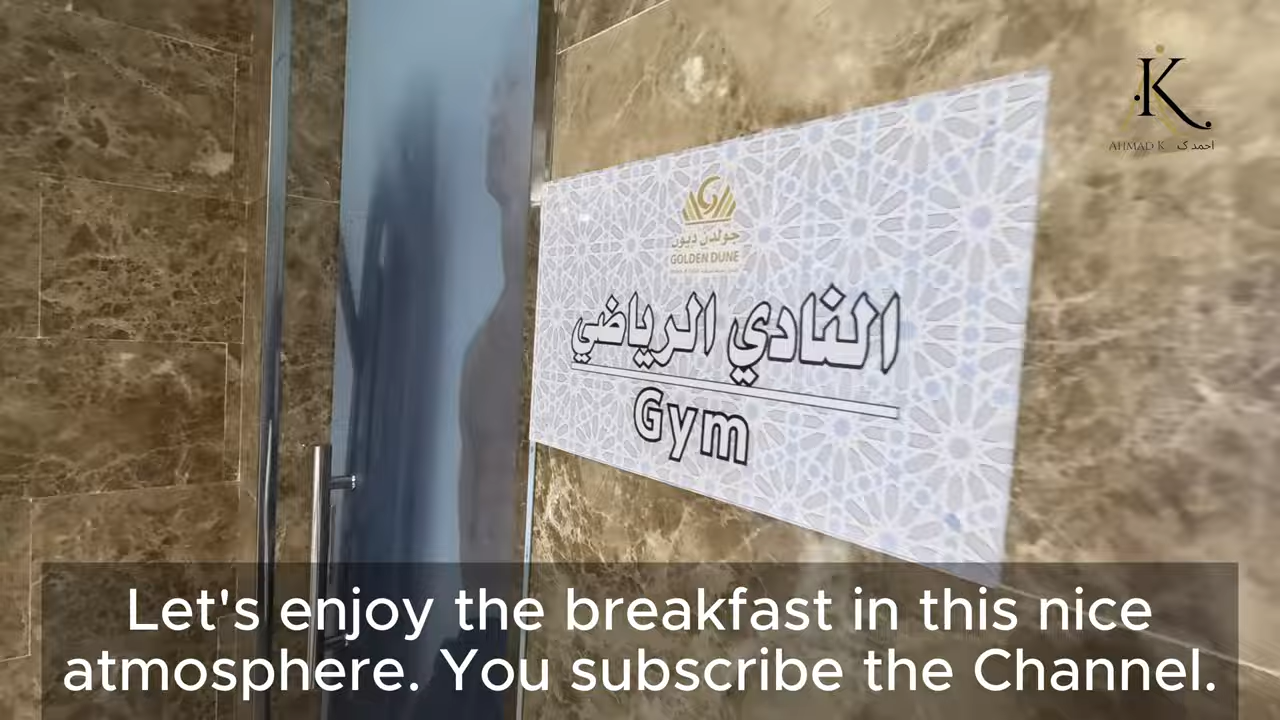 K
AHMAD K احمد ک
جولدن ديون
GOLDEN DUNE
النادي الرياضي
Gym
Let's enjoy the breakfast in this nice
atmosphere. You subscribe the Channel.